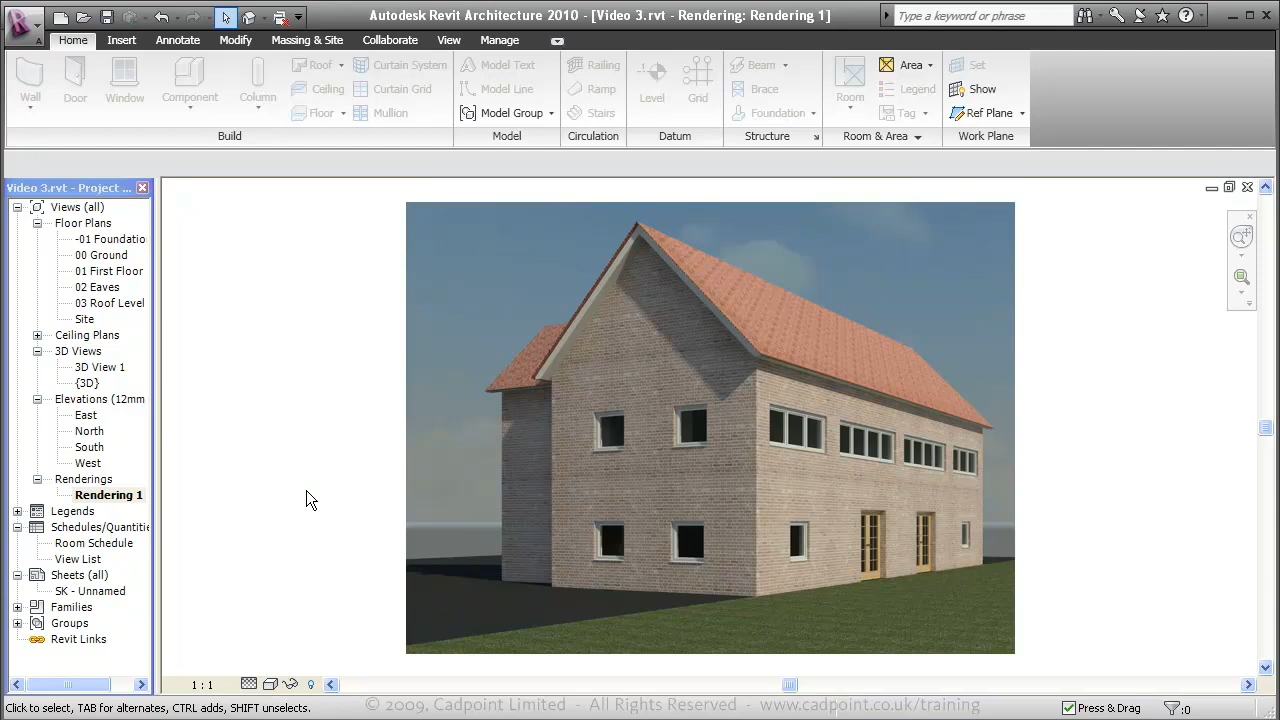 Autodesk Revit Architecture 2010 - [Video 3.rvt - Rendering: Rendering 1]
Type a keyword or phrase
Home Insert Annotate Modify Massing & Site Collaborate View Manage
Wall Door Window Component Column
Roof Curtain System
Ceiling Curtain Grid
Floor Mullion
Build
Model Text
Model Line
Model Group
Model
Railing
Ramp
Stairs
Circulation
Level Grid
Datum
Beam
Brace
Foundation
Structure
Room
Area
Legend
Tag
Room & Area
Set
Show
Ref Plane
Work Plane
Video 3.rvt - Project ...
Views (all)
Floor Plans
-01 Foundatio
00 Ground
01 First Floor
02 Eaves
03 Roof Level
Site
Ceiling Plans
3D Views
3D View 1
{3D}
Elevations (12mm
East
North
South
West
Renderings
Rendering 1
Legends
Schedules/Quantitie
Room Schedule
View List
Sheets (all)
SK - Unnamed
Families
Groups
Revit Links
1 : 1
Click to select, TAB for alternates, CTRL adds, SHIFT unselects.
© 2009, Cadpoint Limited - All Rights Reserved - www.cadpoint.co.uk/training
Press & Drag
:0